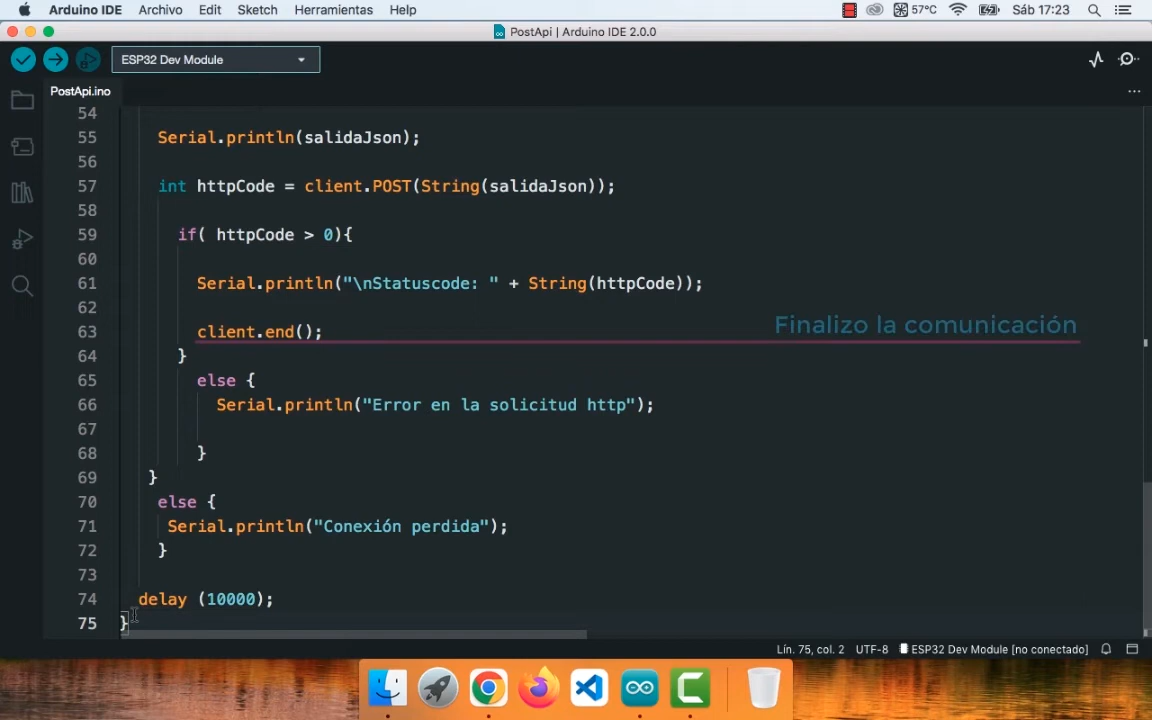 Arduino IDE Archivo Edit Sketch Herramientas Help 57°C Sáb 17:23
PostApi | Arduino IDE 2.0.0
ESP32 Dev Module
PostApi.ino
54
55 Serial.println(salidaJson);
56
57 int httpCode = client.POST(String(salidaJson));
58
59 if( httpCode > 0){
60
61 Serial.println("\nStatuscode: " + String(httpCode));
62
63 client.end(); Finalizo la comunicación
64 }
65 else {
66 Serial.println("Error en la solicitud http");
67
68 }
69 }
70 else {
71 Serial.println("Conexión perdida");
72 }
73
74 delay (10000);
75 }
Lín. 75, col. 2 UTF-8 ESP32 Dev Module [no conectado]